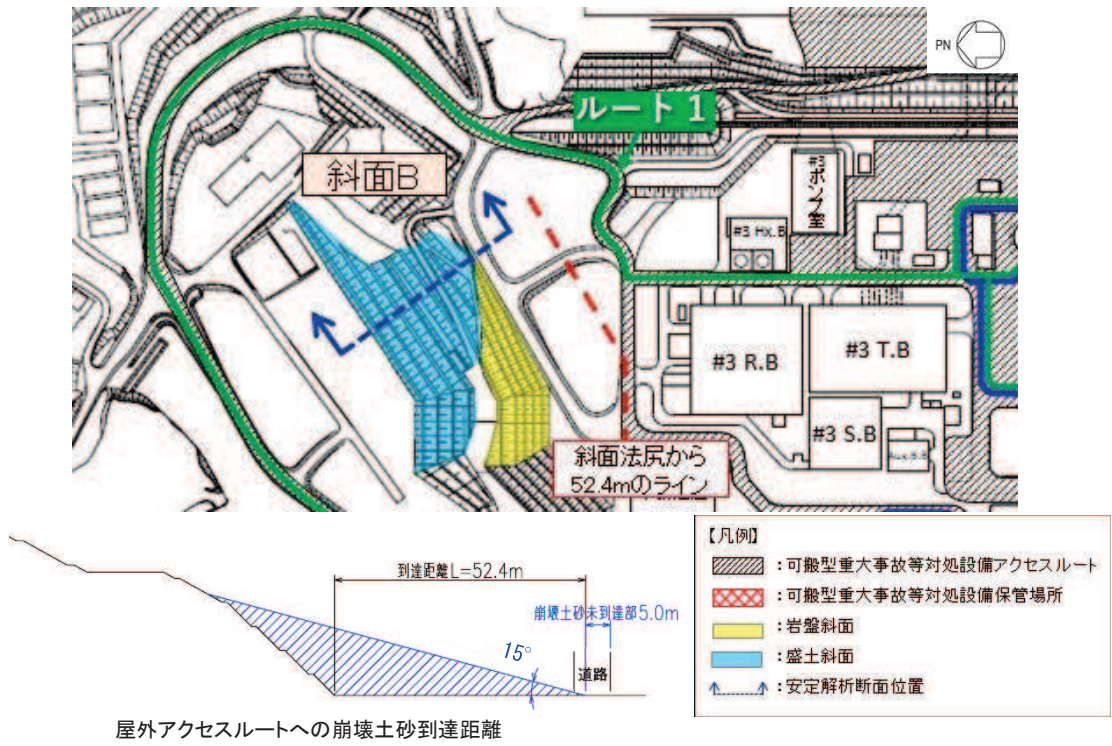 PN
ルート 1
斜面B
#3
ポンプ室
#3 Hx.B
#3 R.B
#3 T.B
#3 S.B
斜面法尻から
52.4mのライン
到達距離L=52.4m
崩壊土砂未到達部5.0m
15°
道路
屋外アクセスルートへの崩壊土砂到達距離
【凡例】
：可搬型重大事故等対処設備アクセスルート
：可搬型重大事故等対処設備保管場所
：岩盤斜面
：盛土斜面
：安定解析断面位置